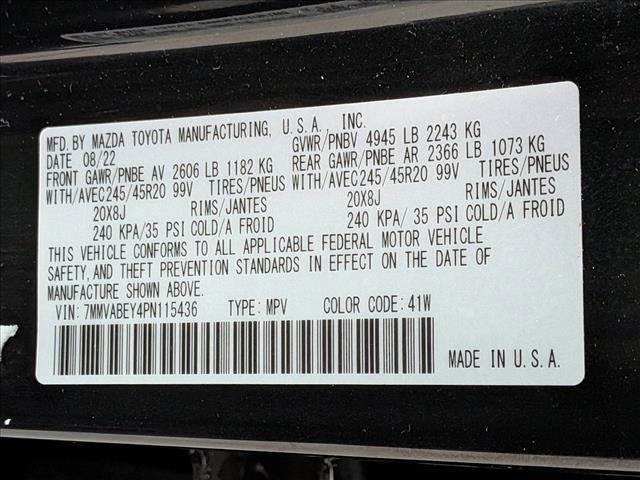 MFD. BY MAZDA TOYOTA MANUFACTURING, U.S.A. INC.
DATE 08/22 GVWR/PNBV 4945 LB 2243 KG
FRONT GAWR/PNBE AV 2606 LB 1182 KG REAR GAWR/PNBE AR 2366 LB 1073 KG
WITH/AVEC245/45R20 99V TIRES/PNEUS WITH/AVEC245/45R20 99V TIRES/PNEUS
20X8J RIMS/JANTES 20X8J RIMS/JANTES
240 KPA/35 PSI COLD/A FROID 240 KPA/35 PSI COLD/A FROID
THIS VEHICLE CONFORMS TO ALL APPLICABLE FEDERAL MOTOR VEHICLE
SAFETY, AND THEFT PREVENTION STANDARDS IN EFFECT ON THE DATE OF
MANUFACTURE SHOWN ABOVE.
VIN: 7MMVABEY4PN115436 TYPE: MPV COLOR CODE: 41W
MADE IN U.S.A.